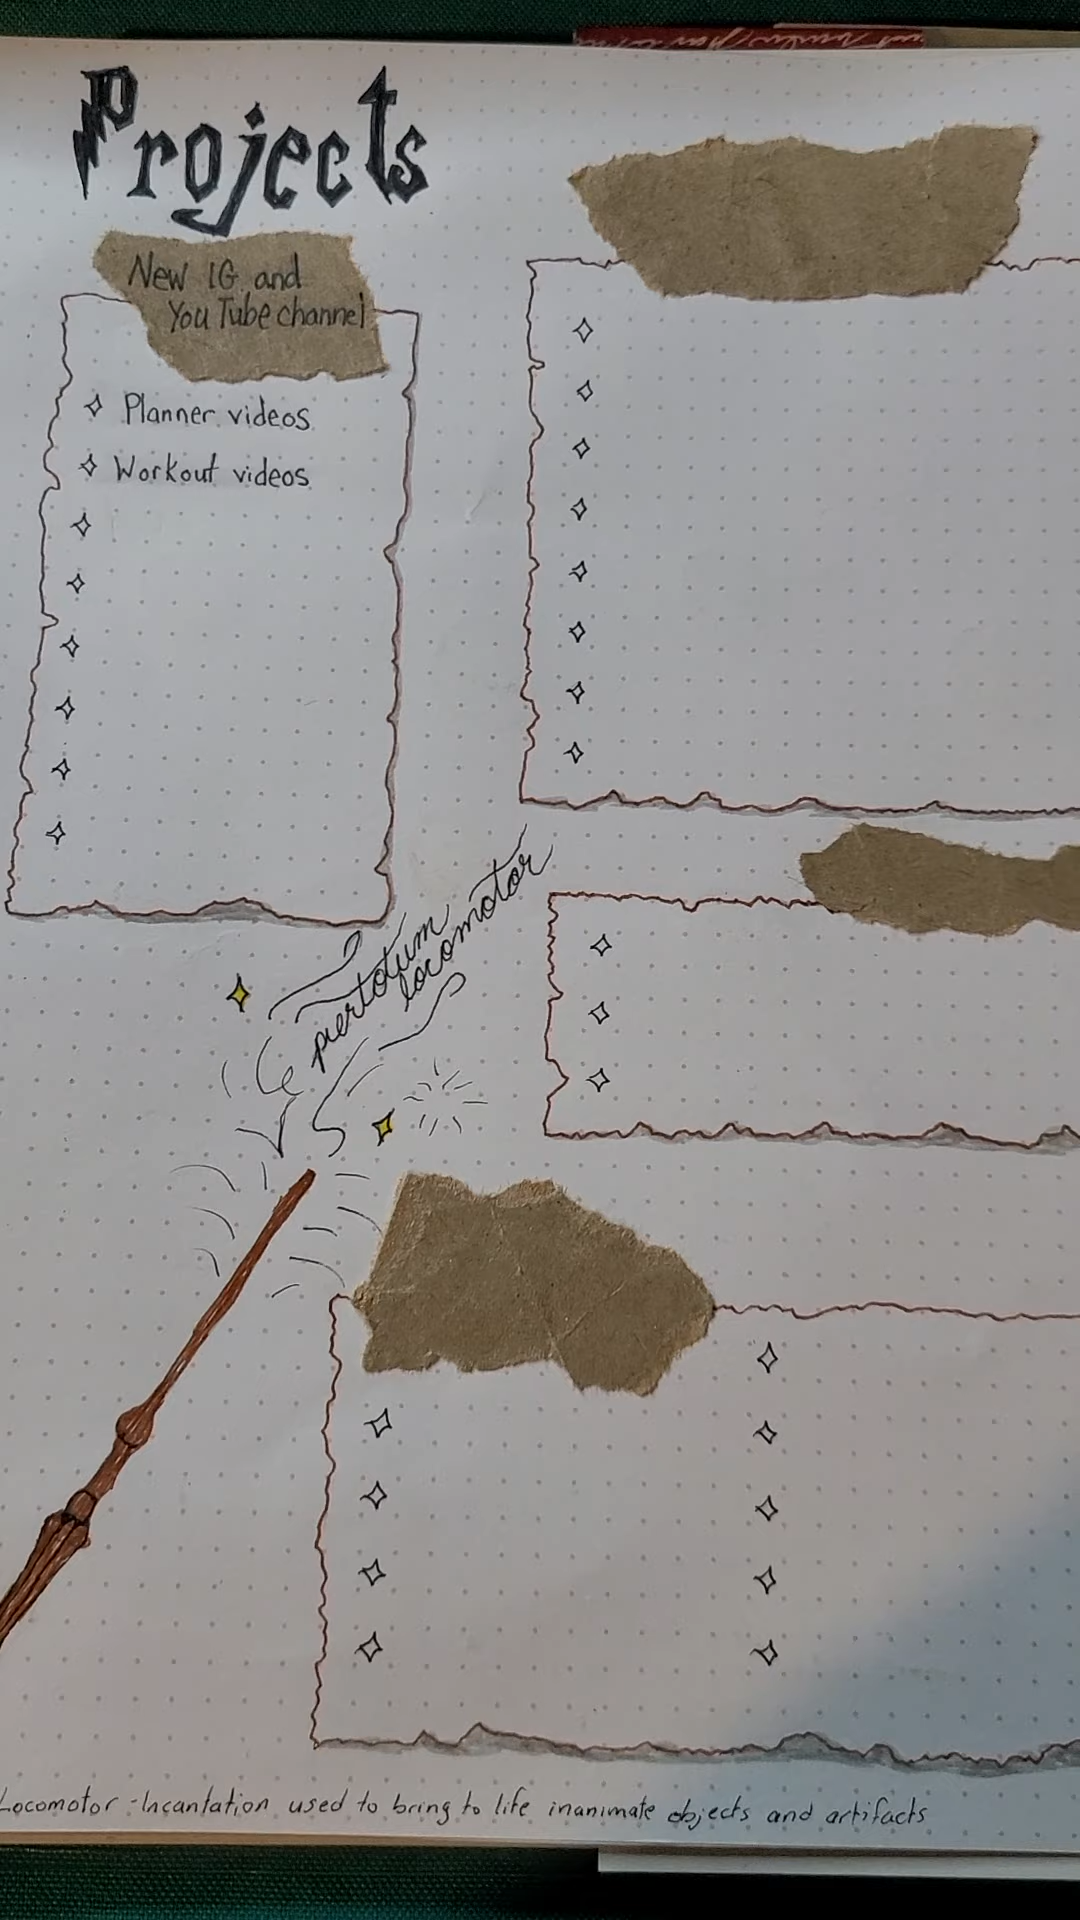 Projects
New IG and
YouTube channel
Planner videos
Workout videos
piertotum
locomotor
Locomotor - Incantation used to bring to life inanimate objects and artifacts